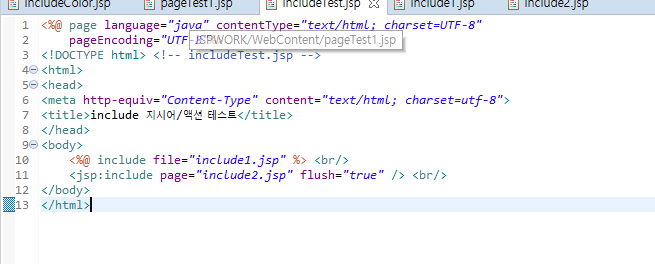 includeColor.jsp pageTest1.jsp includeTest.jsp include1.jsp include2.jsp
1 <%@ page language="java" contentType="text/html; charset=UTF-8"
2 pageEncoding="UTF-8"%>
JSPWORK/WebContent/pageTest1.jsp
3 <!DOCTYPE html> <!-- includeTest.jsp -->
4 <html>
5 <head>
6 <meta http-equiv="Content-Type" content="text/html; charset=utf-8">
7 <title>include 지시어/액션 테스트</title>
8 </head>
9 <body>
10 <%@ include file="include1.jsp" %> <br/>
11 <jsp:include page="include2.jsp" flush="true" /> <br/>
12 </body>
13 </html>